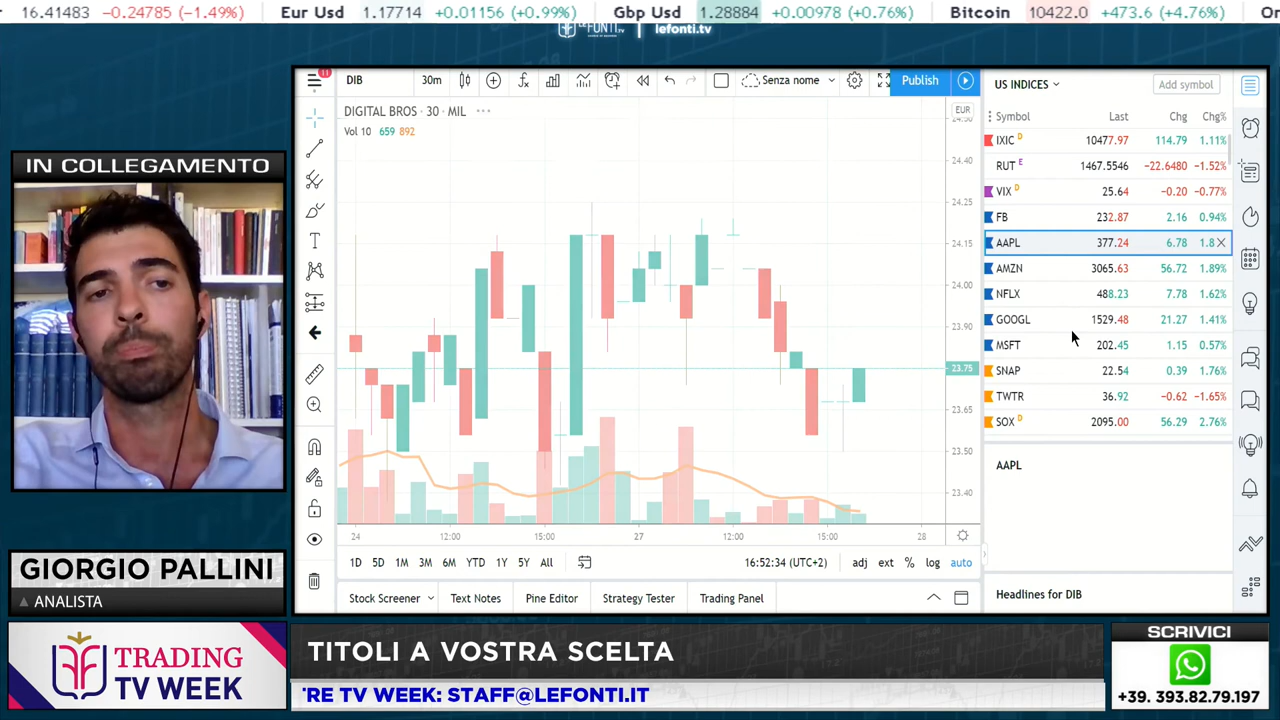 16.41483 -0.24785 (-1.49%) Eur Usd 1.17714 +0.01156 (+0.99%) Gbp Usd 1.28884 +0.00978 (+0.76%) Bitcoin 10422.0 +473.6 (+4.76%)
LEFONTI.TV lefonti.tv
IN COLLEGAMENTO
11 DIB 30m Senza nome Publish
DIGITAL BROS · 30 · MIL ···
Vol 10 659 892
EUR
24.50
24.40
24.25
24.15
24.00
23.90
23.75
23.65
23.50
23.40
24 12:00 15:00 27 12:00 15:00 28
1D 5D 1M 3M 6M YTD 1Y 5Y All 16:52:34 (UTC+2) adj ext % log auto
Stock Screener Text Notes Pine Editor Strategy Tester Trading Panel
US INDICES Add symbol
Symbol Last Chg Chg%
IXIC D 10477.97 114.79 1.11%
RUT E 1467.5546 -22.6480 -1.52%
VIX D 25.64 -0.20 -0.77%
FB 232.87 2.16 0.94%
AAPL 377.24 6.78 1.8
AMZN 3065.63 56.72 1.89%
NFLX 488.23 7.78 1.62%
GOOGL 1529.48 21.27 1.41%
MSFT 202.45 1.15 0.57%
SNAP 22.54 0.39 1.76%
TWTR 36.92 -0.62 -1.65%
SOX D 2095.00 56.29 2.76%
AAPL
Headlines for DIB
GIORGIO PALLINI
ANALISTA
TRADING
TV WEEK
TITOLI A VOSTRA SCELTA
'RE TV WEEK: STAFF@LEFONTI.IT
SCRIVICI
+39. 393.82.79.197